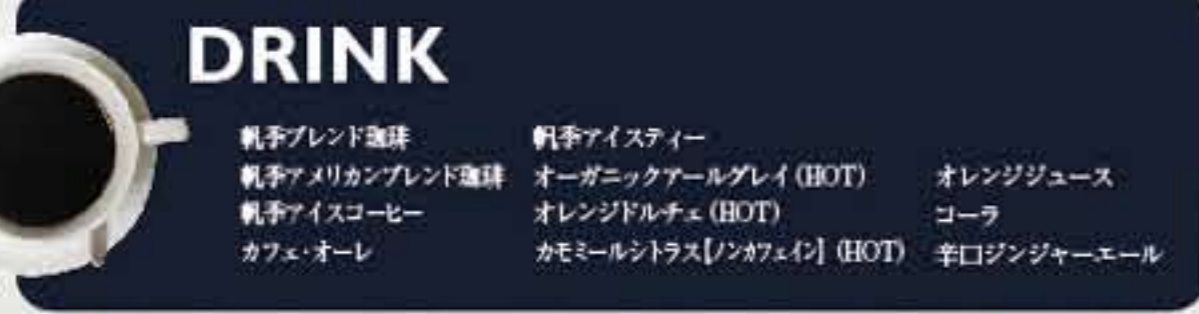 DRINK
帆季ブレンド珈琲
帆季アメリカンブレンド珈琲
帆季アイスコーヒー
カフェ・オーレ
帆季アイスティー
オーガニックアールグレイ (HOT)
オレンジドルチェ (HOT)
カモミールシトラス【ノンカフェイン】 (HOT)
オレンジジュース
コーラ
辛口ジンジャーエール